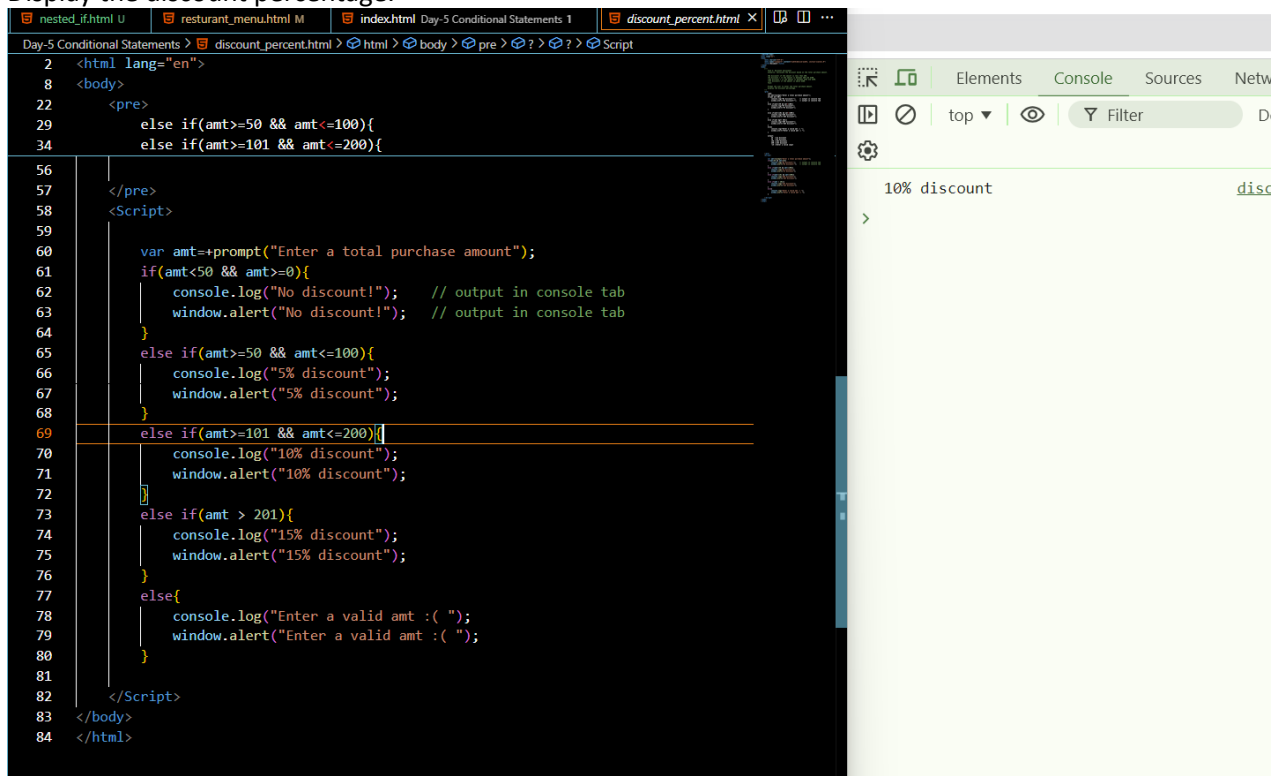 Display the discount percentage.
nested_if.html U resturant_menu.html M index.html Day-5 Conditional Statements 1 discount_percent.html
Day-5 Conditional Statements > discount_percent.html > html > body > pre > ? > ? > Script
2 <html lang="en">
8 <body>
22 <pre>
29 else if(amt>=50 && amt<=100){
34 else if(amt>=101 && amt<=200){
56
57 </pre>
58 <Script>
59
60 var amt=+prompt("Enter a total purchase amount");
61 if(amt<50 && amt>=0){
62 console.log("No discount!"); // output in console tab
63 window.alert("No discount!"); // output in console tab
64 }
65 else if(amt>=50 && amt<=100){
66 console.log("5% discount");
67 window.alert("5% discount");
68 }
69 else if(amt>=101 && amt<=200){
70 console.log("10% discount");
71 window.alert("10% discount");
72 }
73 else if(amt > 201){
74 console.log("15% discount");
75 window.alert("15% discount");
76 }
77 else{
78 console.log("Enter a valid amt :( ");
79 window.alert("Enter a valid amt :( ");
80 }
81
82 </Script>
83 </body>
84 </html>
Elements Console Sources Netw
top Filter D
10% discount disc
>